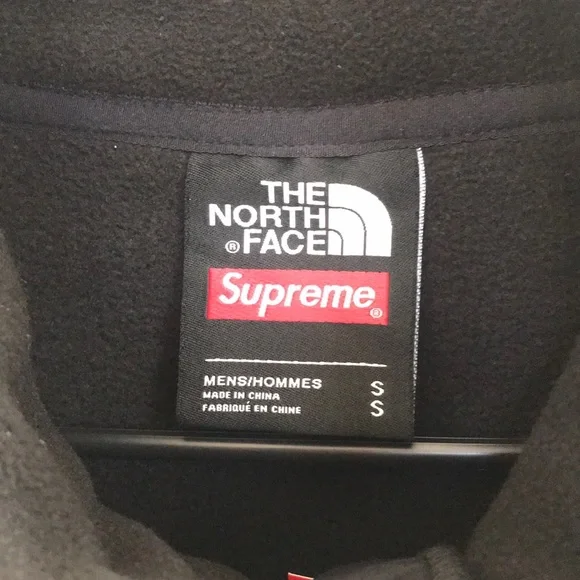 THE
NORTH
® FACE
Supreme ®
MENS/HOMMES S
MADE IN CHINA
FABRIQUÉ EN CHINE S